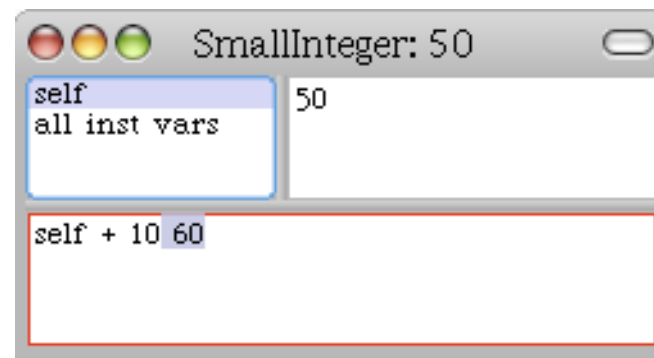 SmallInteger: 50
self
all inst vars
50
self + 10 60